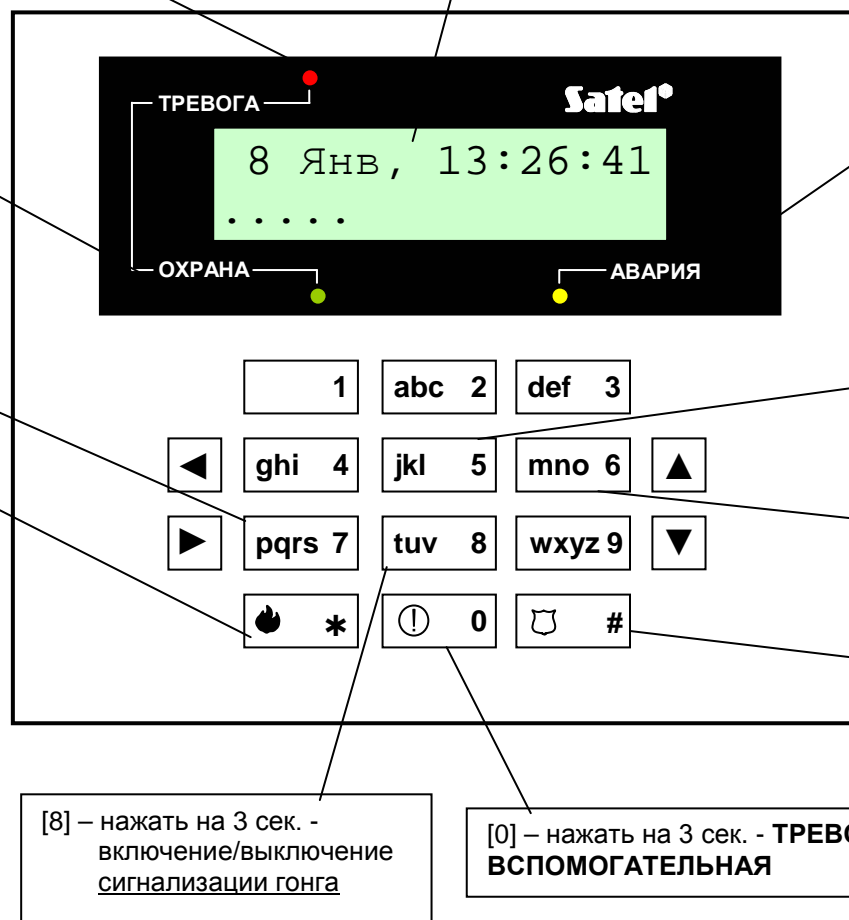 ТРЕВОГА
Satel
8 Янв, 13:26:41
.....
ОХРАНА
АВАРИЯ
1 abc 2 def 3
◄ ghi 4 jkl 5 mno 6 ▲
► pqrs 7 tuv 8 wxyz 9 ▼
* 0 #
[8] – нажать на 3 сек. -
включение/выключение
сигнализации гонга
[0] – нажать на 3 сек. -
ВСПОМОГАТЕЛЬНАЯ